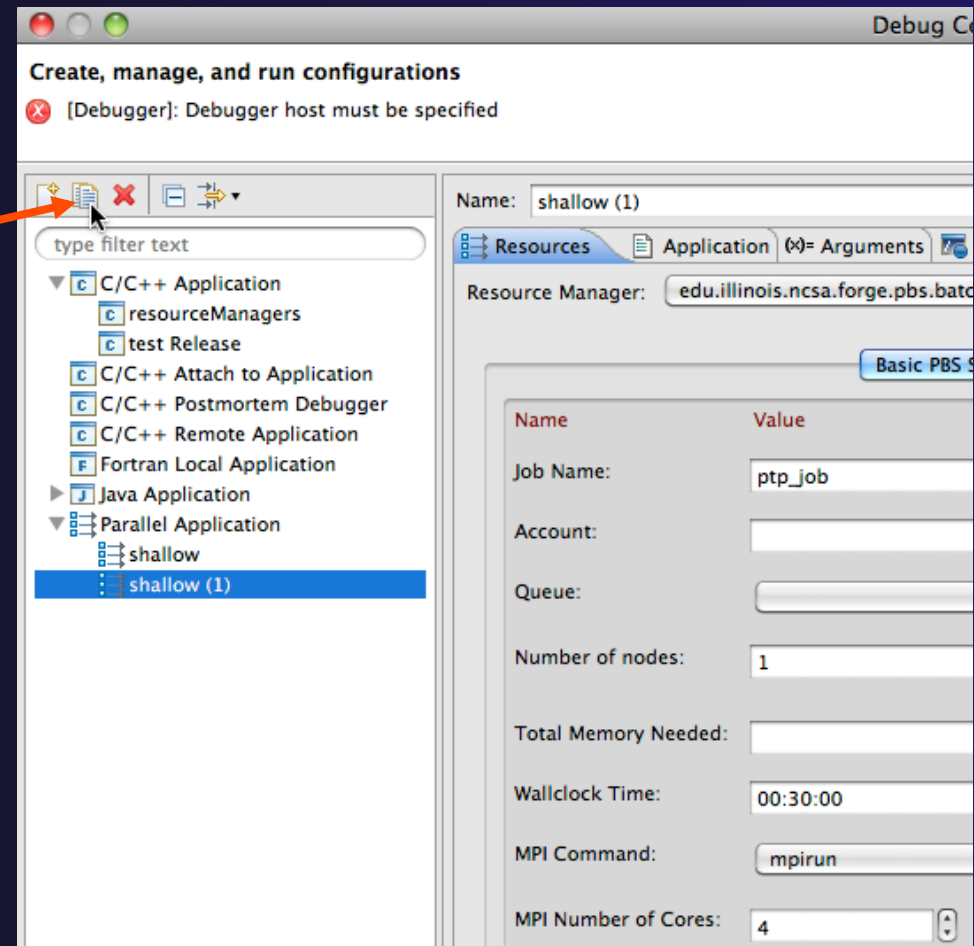 Debug Co
Create, manage, and run configurations
[Debugger]: Debugger host must be specified
type filter text
C/C++ Application
resourceManagers
test Release
C/C++ Attach to Application
C/C++ Postmortem Debugger
C/C++ Remote Application
Fortran Local Application
Java Application
Parallel Application
shallow
shallow (1)
Name: shallow (1)
Resources Application (x)= Arguments
Resource Manager: edu.illinois.ncsa.forge.pbs.batc
Basic PBS S
Name Value
Job Name: ptp_job
Account:
Queue:
Number of nodes: 1
Total Memory Needed:
Wallclock Time: 00:30:00
MPI Command: mpirun
MPI Number of Cores: 4